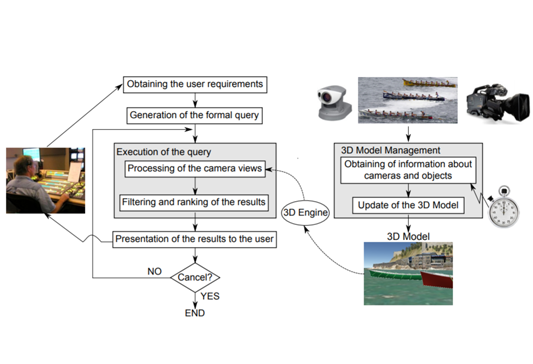 Obtaining the user requirements
Generation of the formal query
Execution of the query
Processing of the camera views
Filtering and ranking of the results
Presentation of the results to the user
NO
Cancel?
YES
END
3D Engine
3D Model Management
Obtaining of information about
cameras and objects
Update of the 3D Model
3D Model